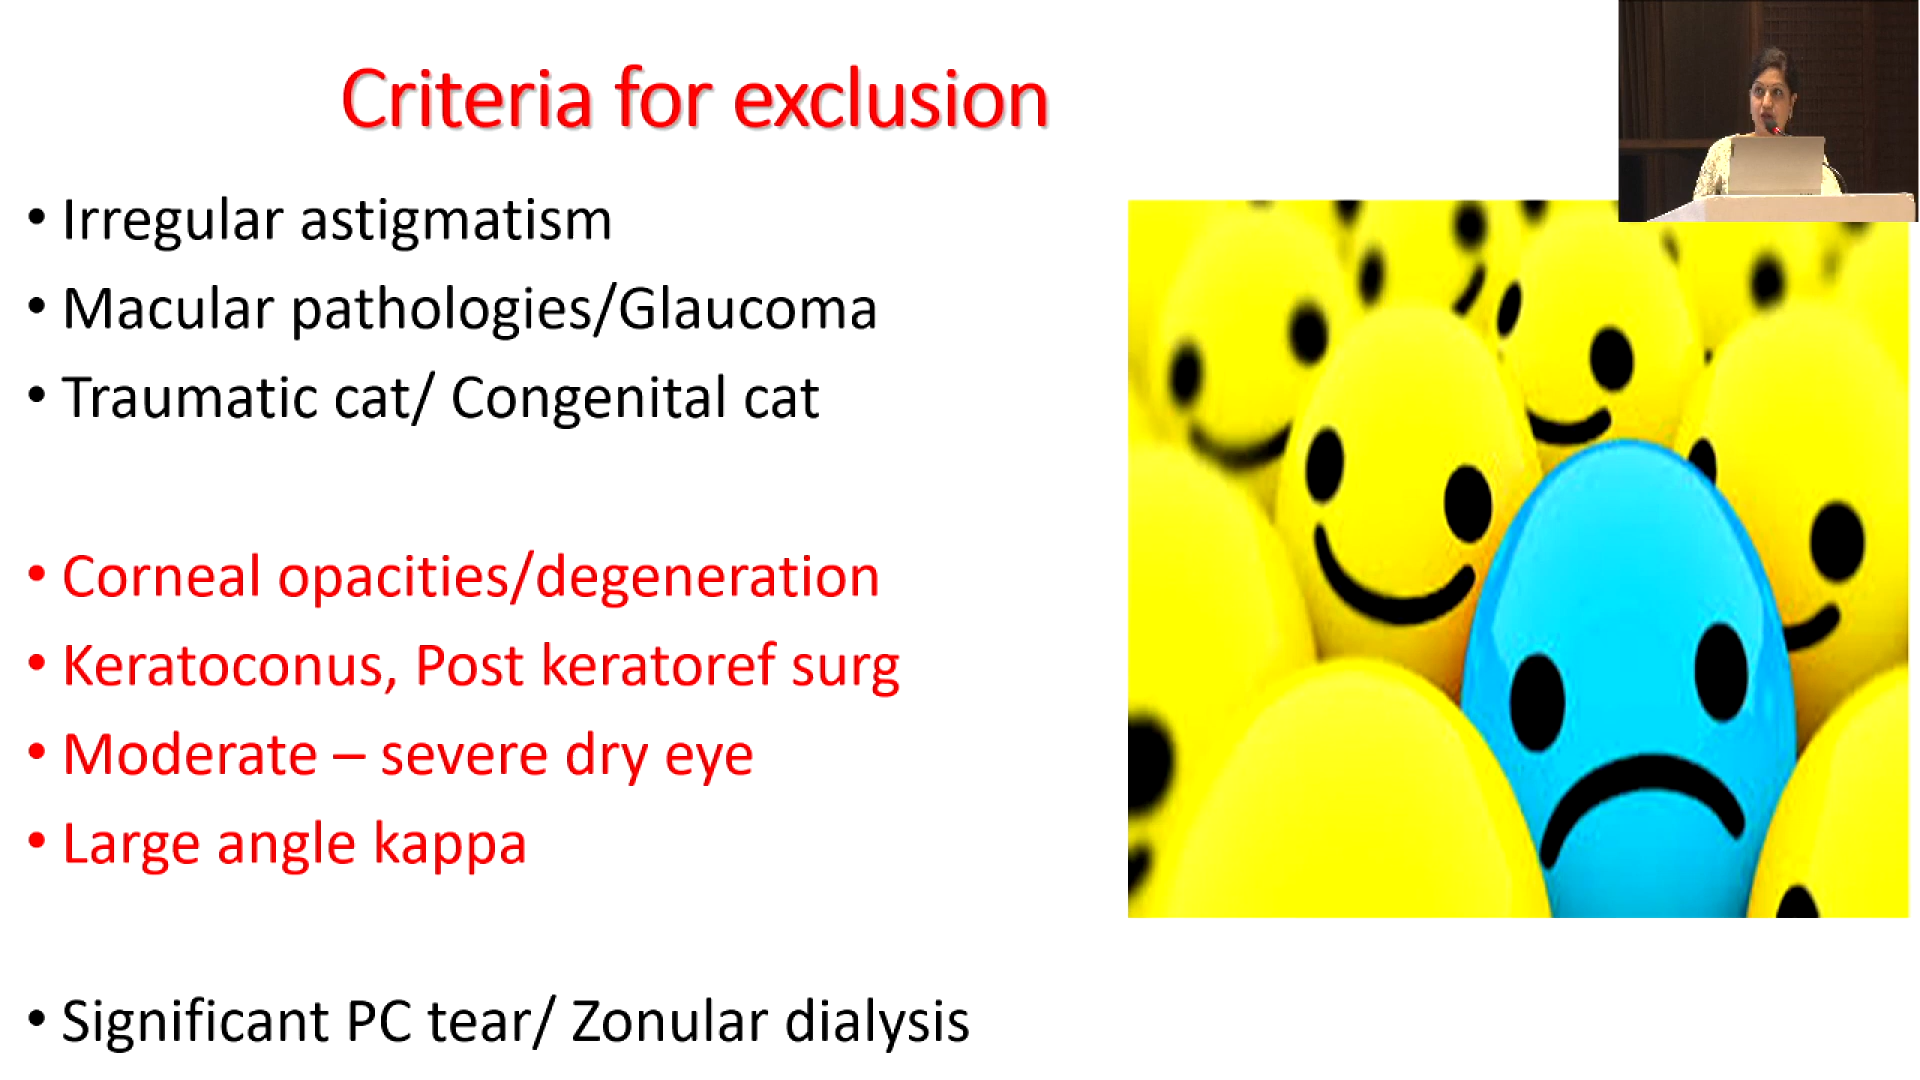 Criteria for exclusion
• Irregular astigmatism
• Macular pathologies/Glaucoma
• Traumatic cat/ Congenital cat
• Corneal opacities/degeneration
• Keratoconus, Post keratoref surg
• Moderate – severe dry eye
• Large angle kappa
• Significant PC tear/ Zonular dialysis